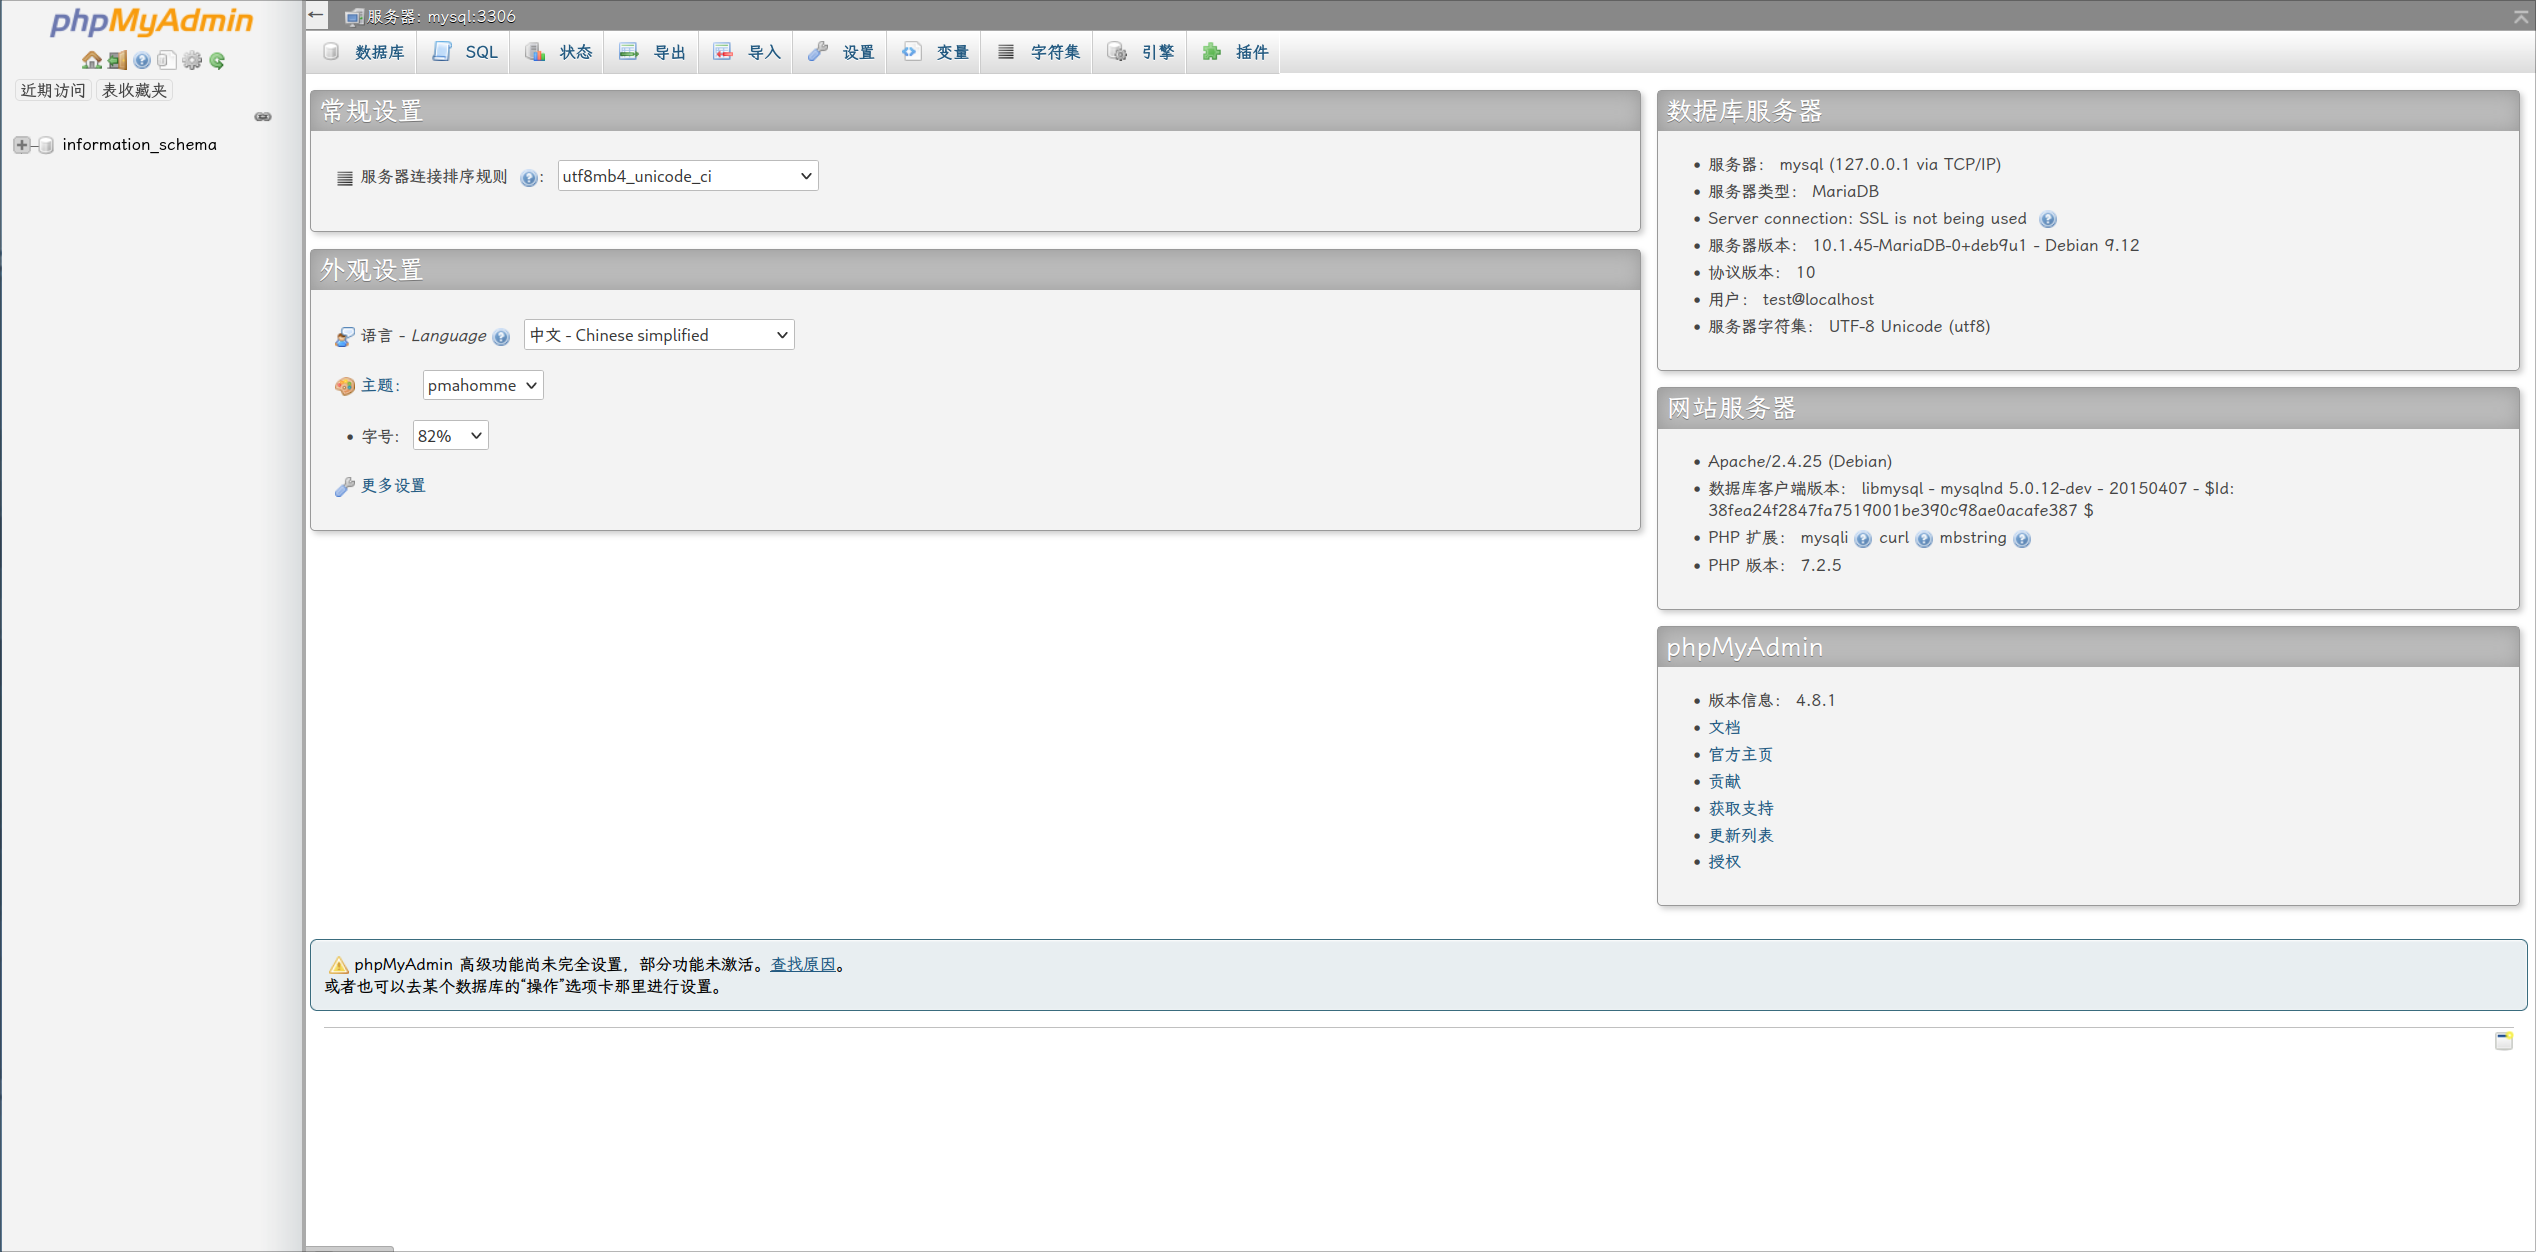 phpMyAdmin
近期访问 表收藏夹
information_schema
服务器: mysql:3306
数据库 SQL 状态 导出 导入 设置 变量 字符集 引擎 插件
常规设置
服务器连接排序规则 : utf8mb4_unicode_ci
外观设置
语言 - Language 中文 - Chinese simplified
主题: pmahomme
字号: 82%
更多设置
数据库服务器
服务器: mysql (127.0.0.1 via TCP/IP)
服务器类型: MariaDB
Server connection: SSL is not being used
服务器版本: 10.1.45-MariaDB-0+deb9u1 - Debian 9.12
协议版本: 10
用户: test@localhost
服务器字符集: UTF-8 Unicode (utf8)
网站服务器
Apache/2.4.25 (Debian)
数据库客户端版本: libmysql - mysqlnd 5.0.12-dev - 20150407 - $Id:
38fea24f2847fa7519001be390c98ae0acafe387 $
PHP 扩展: mysqli curl mbstring
PHP 版本: 7.2.5
phpMyAdmin
版本信息: 4.8.1
文档
官方主页
贡献
获取支持
更新列表
授权
phpMyAdmin 高级功能尚未完全设置，部分功能未激活。查找原因。
或者也可以去某个数据库的“操作”选项卡那里进行设置。